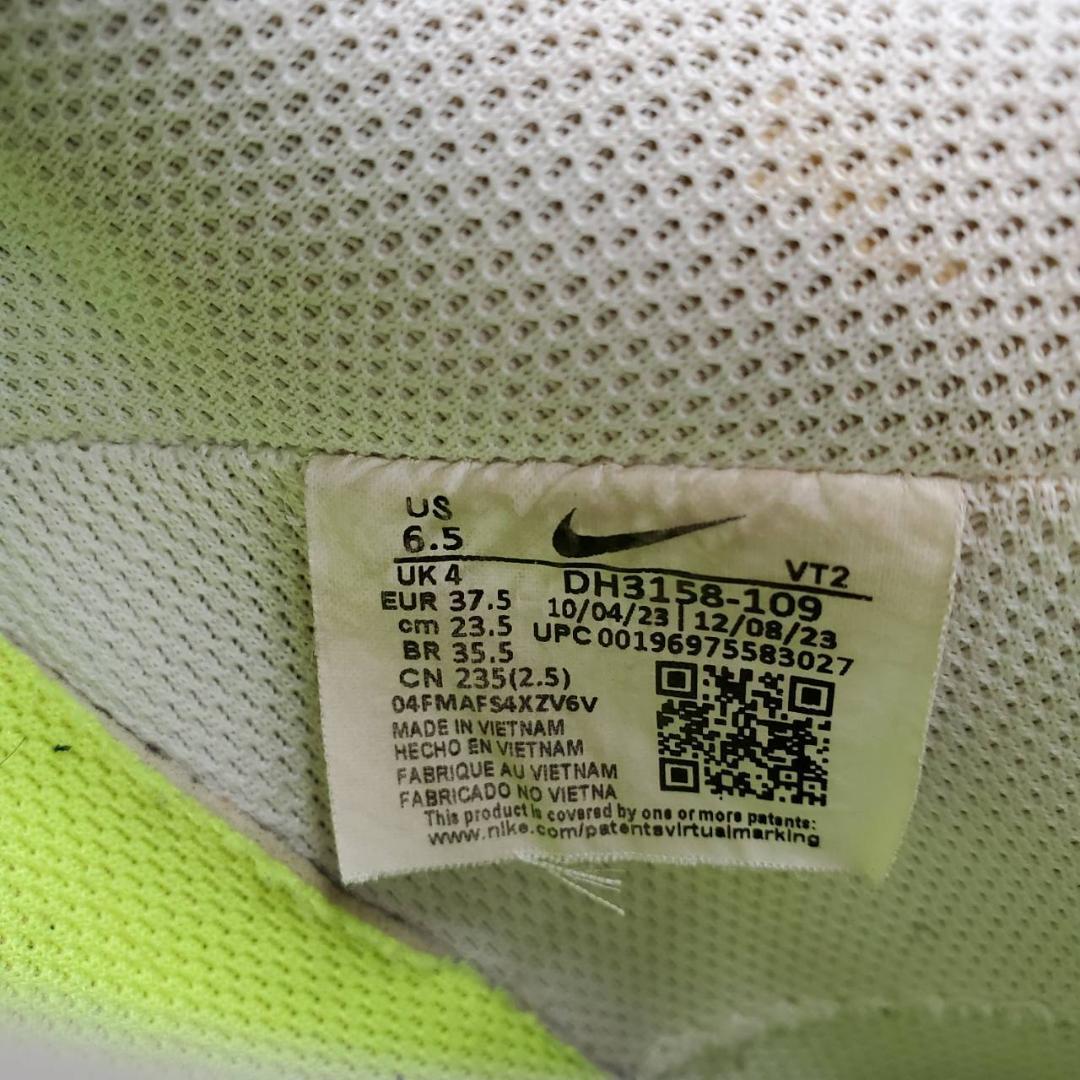 US
6.5
VT2
UK 4
DH3158-109
EUR 37.5
10/04/23 | 12/08/23
cm 23.5
UPC 00196975583027
BR 35.5
CN 235(2.5)
04FMAFS4XZV6V
MADE IN VIETNAM
HECHO EN VIETNAM
FABRIQUE AU VIETNAM
FABRICADO NO VIETNA
This product is covered by one or more patents:
www.nike.com/patentsvirtualmarking